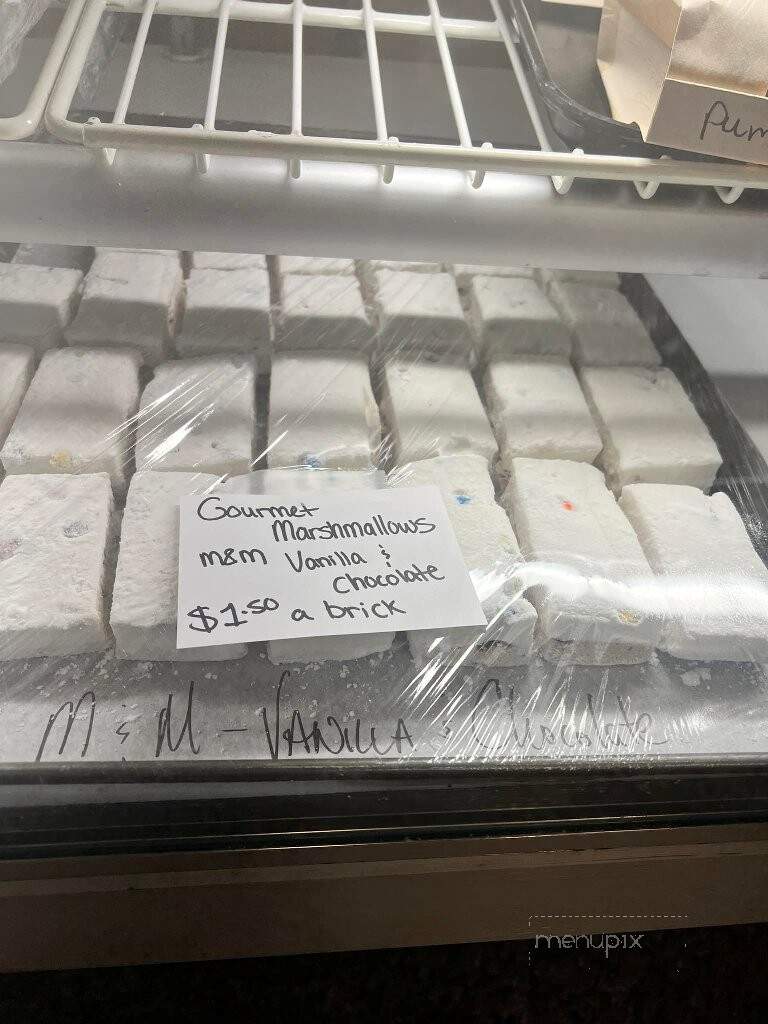 Pum
Gourmet
Marshmallows
m&m Vanilla &
Chocolate
$1.50 a brick
M & M - VANILLA & Chocolate
menupix